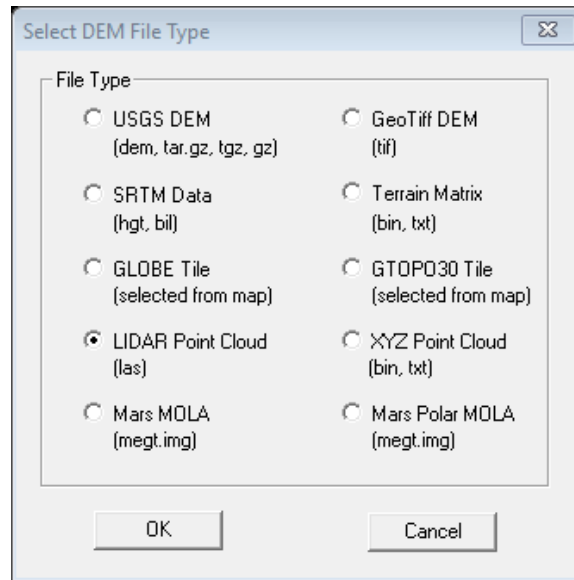 Select DEM File Type
File Type
USGS DEM
(dem, tar.gz, tgz, gz)
GeoTiff DEM
(tif)
SRTM Data
(hgt, bil)
Terrain Matrix
(bin, txt)
GLOBE Tile
(selected from map)
GTOPO30 Tile
(selected from map)
LIDAR Point Cloud
(las)
XYZ Point Cloud
(bin, txt)
Mars MOLA
(megt.img)
Mars Polar MOLA
(megt.img)
OK
Cancel